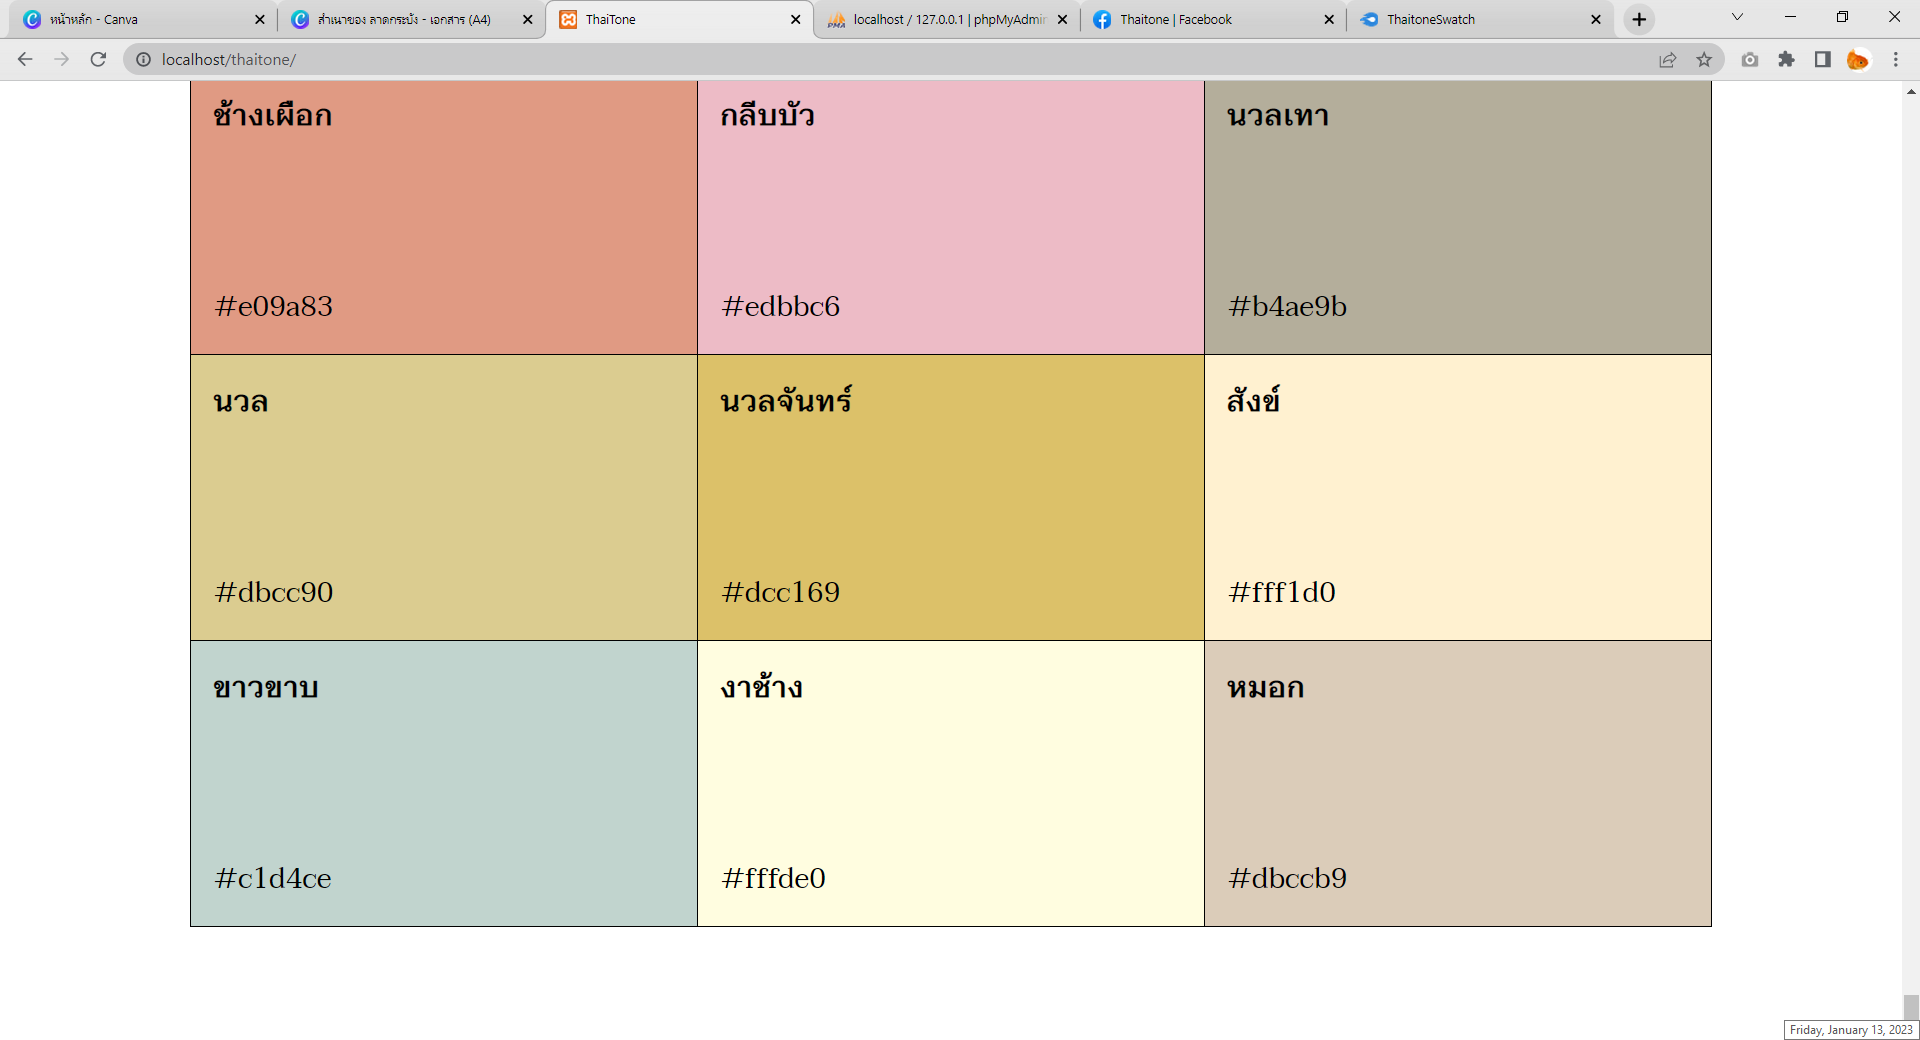 หน้าหลัก - Canva
สำเนาของ ลาดกระบัง - เอกสาร (A4)
ThaiTone
localhost / 127.0.0.1 | phpMyAdmin
Thaitone | Facebook
ThaitoneSwatch
localhost/thaitone/
ช้างเผือก
กลีบบัว
นวลเทา
#e09a83
#edbbc6
#b4ae9b
นวล
นวลจันทร์
สังข์
#dbcc90
#dcc169
#fff1d0
ขาวขาบ
งาช้าง
หมอก
#c1d4ce
#fffde0
#dbccb9
Friday, January 13, 2023